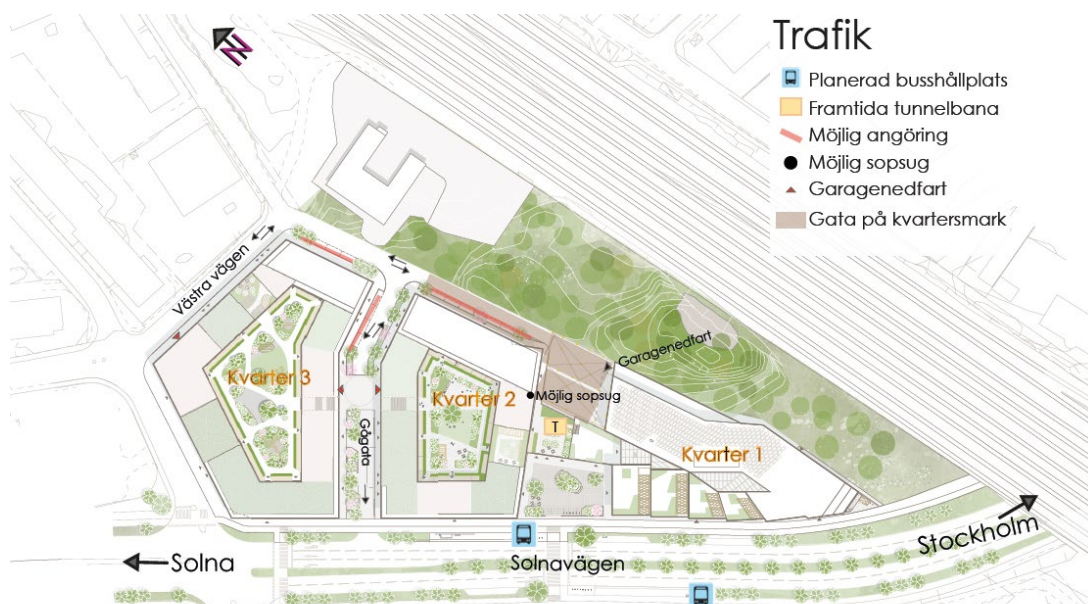 Trafik
Planerad busshållplats
Framtida tunnelbana
Möjlig angöring
Möjlig sopsug
Garagenedfart
Gata på kvartersmark
N
Västra vägen
Garagenedfart
Kvarter 3
Kvarter 2
Möjlig sopsug
T
Gågata
Kvarter 1
Stockholm
Solna
Solnavägen